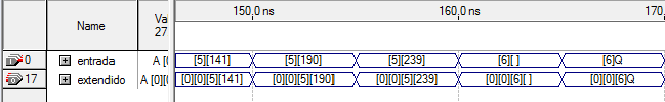 Name
Va
27
150,0 ns
160,0 ns
170,
0
entrada
A [0
[5][141]
[5][190]
[5][239]
[6][ ]
[6]Q
17
extendido
A [0][0
[0][0][5][141]
[0][0][5][190]
[0][0][5][239]
[0][0][6][ ]
[0][0][6]Q